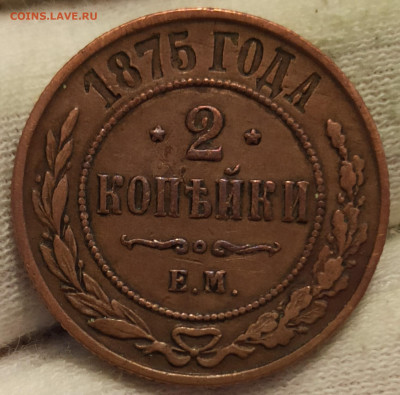 COINS.LAVE.RU
1875 ГОДА
2
КОПѢЙКИ
Е.М.